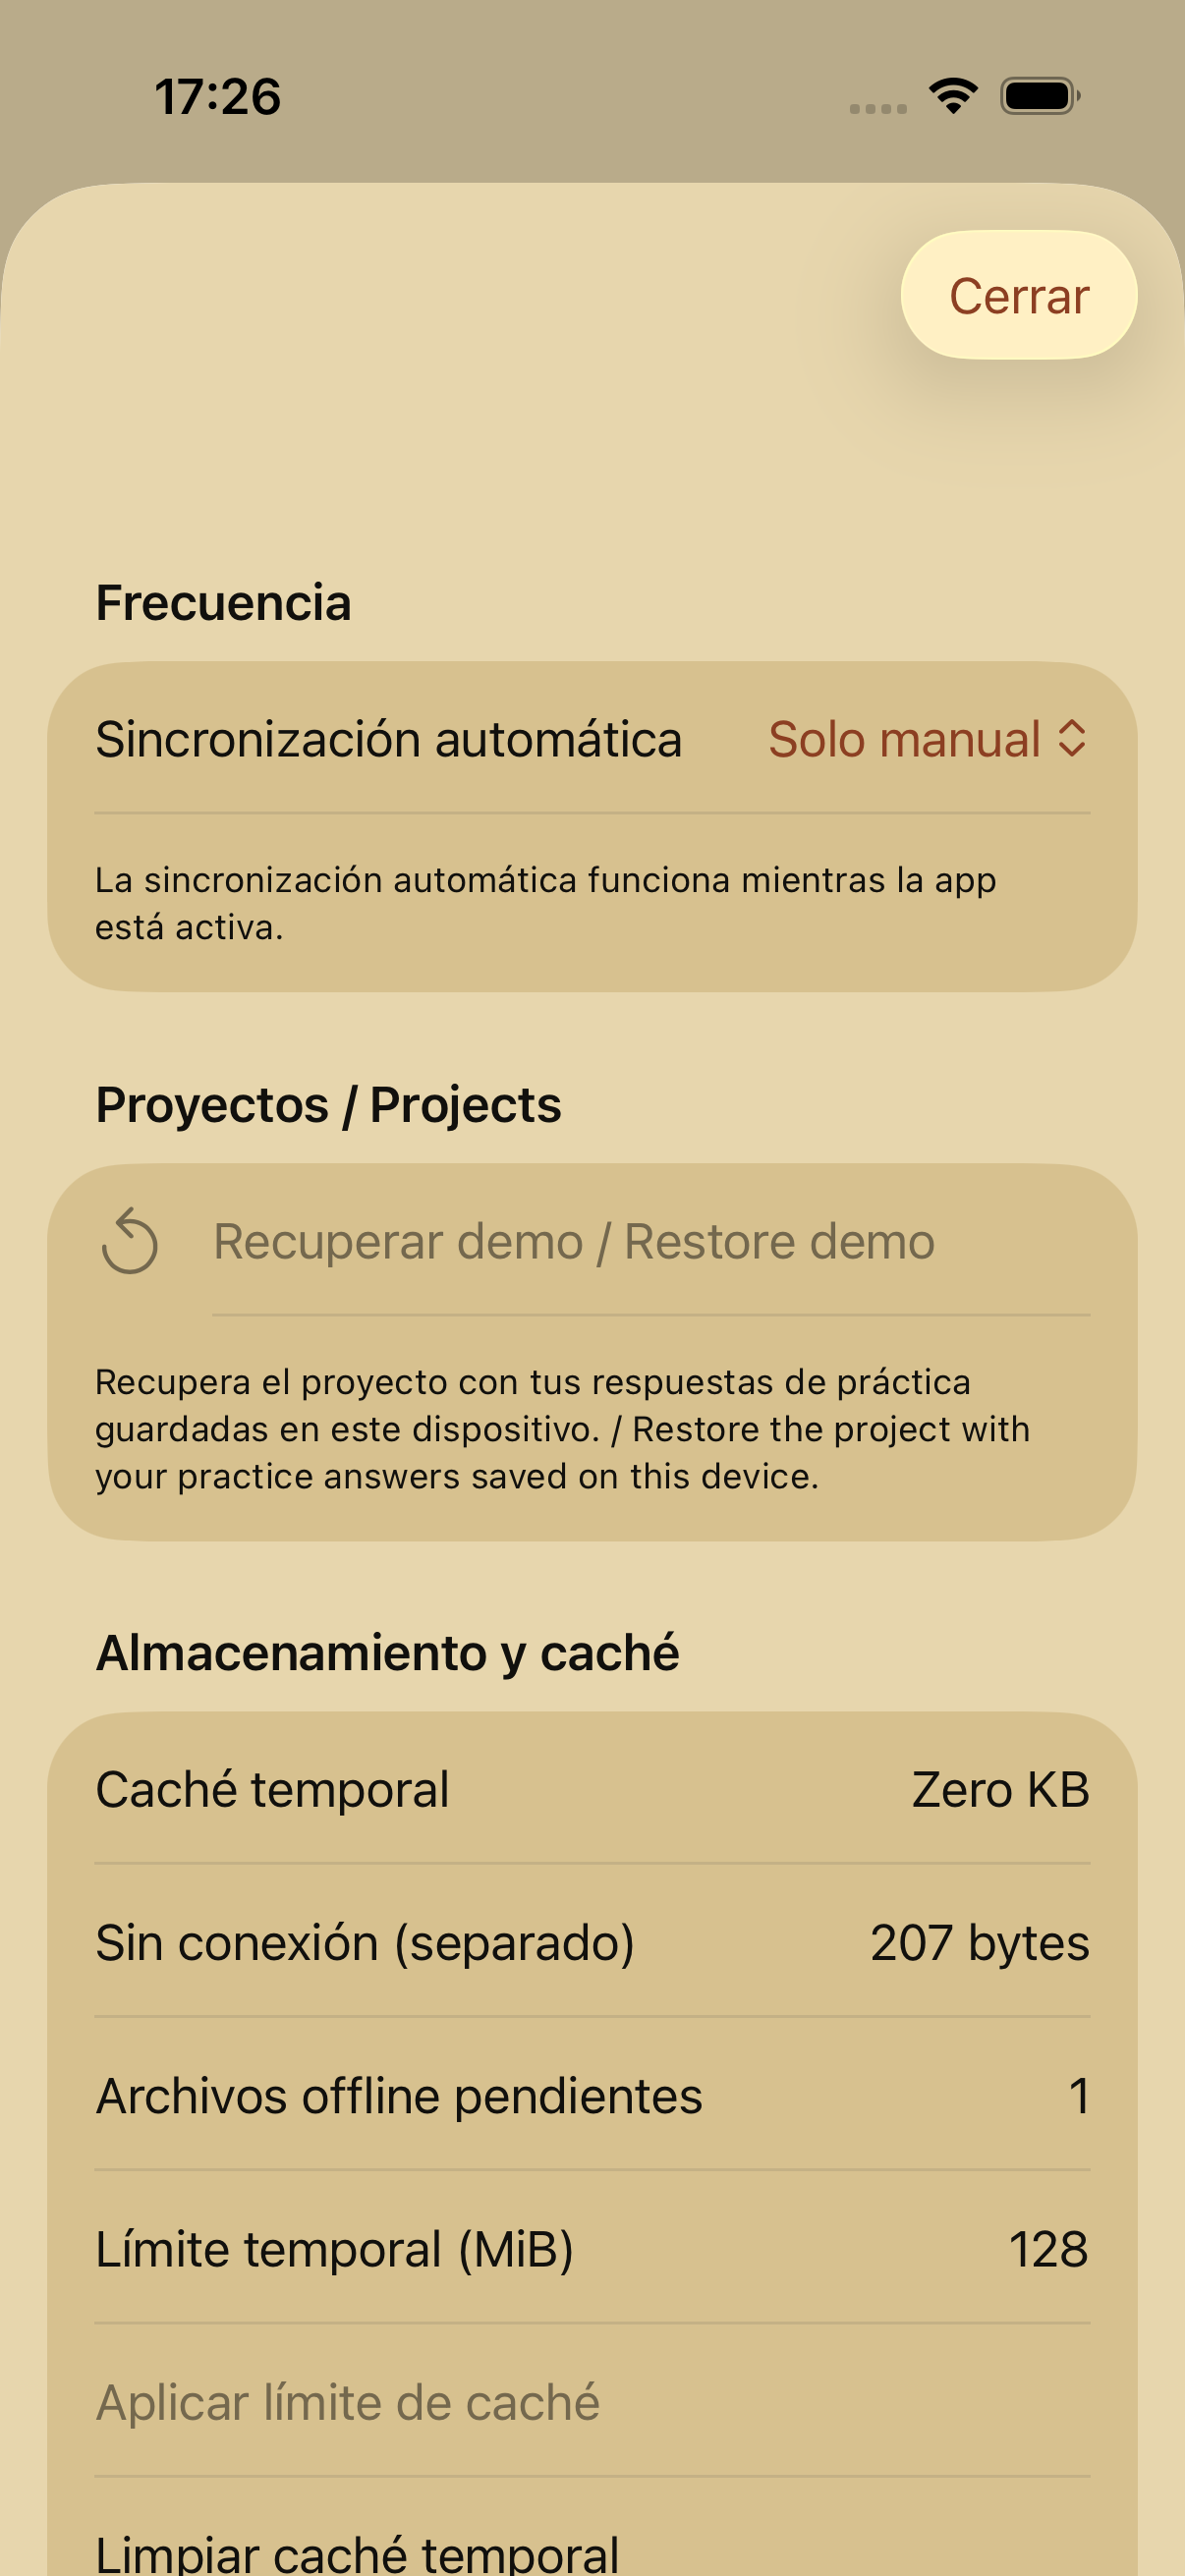 17:26
Cerrar
Frecuencia
Sincronización automática Solo manual
La sincronización automática funciona mientras la app
está activa.
Proyectos / Projects
Recuperar demo / Restore demo
Recupera el proyecto con tus respuestas de práctica
guardadas en este dispositivo. / Restore the project with
your practice answers saved on this device.
Almacenamiento y caché
Caché temporal Zero KB
Sin conexión (separado) 207 bytes
Archivos offline pendientes 1
Límite temporal (MiB) 128
Aplicar límite de caché
Limpiar caché temporal